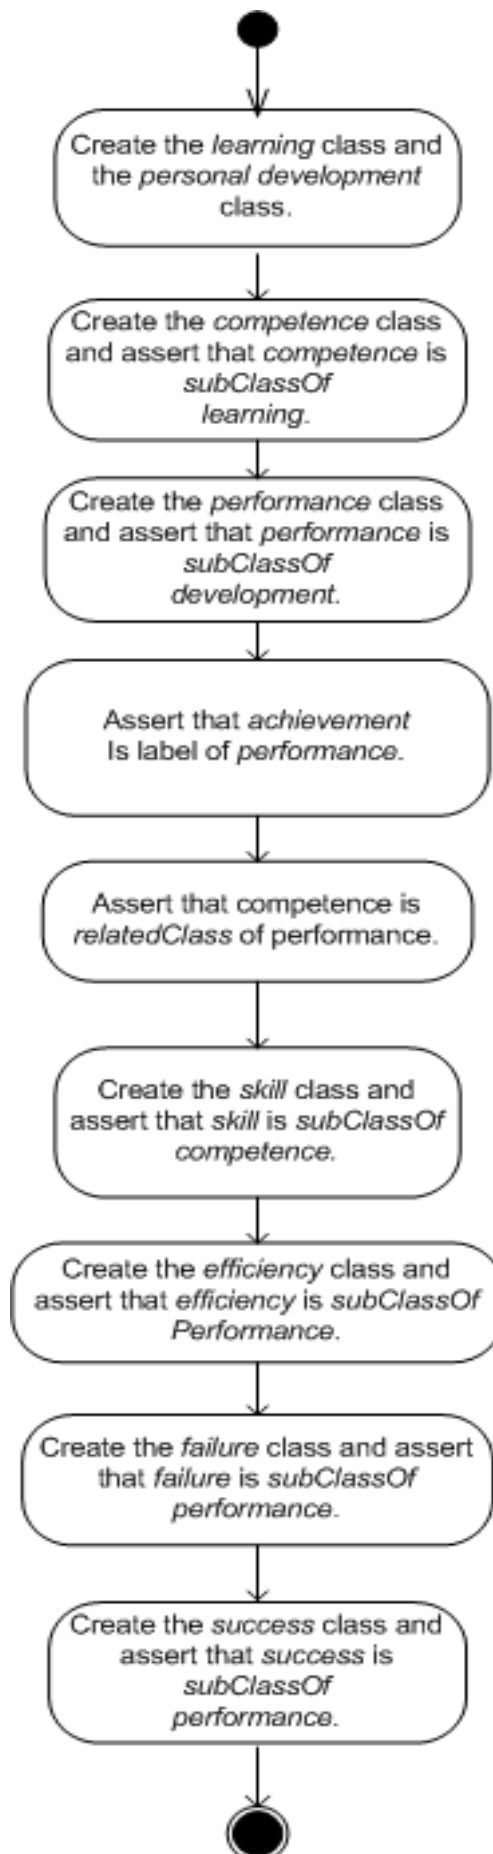 Create the learning class and
the personal development
class.
Create the competence class
and assert that competence is
subClassOf
learning.
Create the performance class
and assert that performance is
subClassOf
development.
Assert that achievement
Is label of performance.
Assert that competence is
relatedClass of performance.
Create the skill class and
assert that skill is subClassOf
competence.
Create the efficiency class and
assert that efficiency is subClassOf
Performance.
Create the failure class and assert
that failure is subClassOf
performance.
Create the success class and
assert that success is
subClassOf
performance.